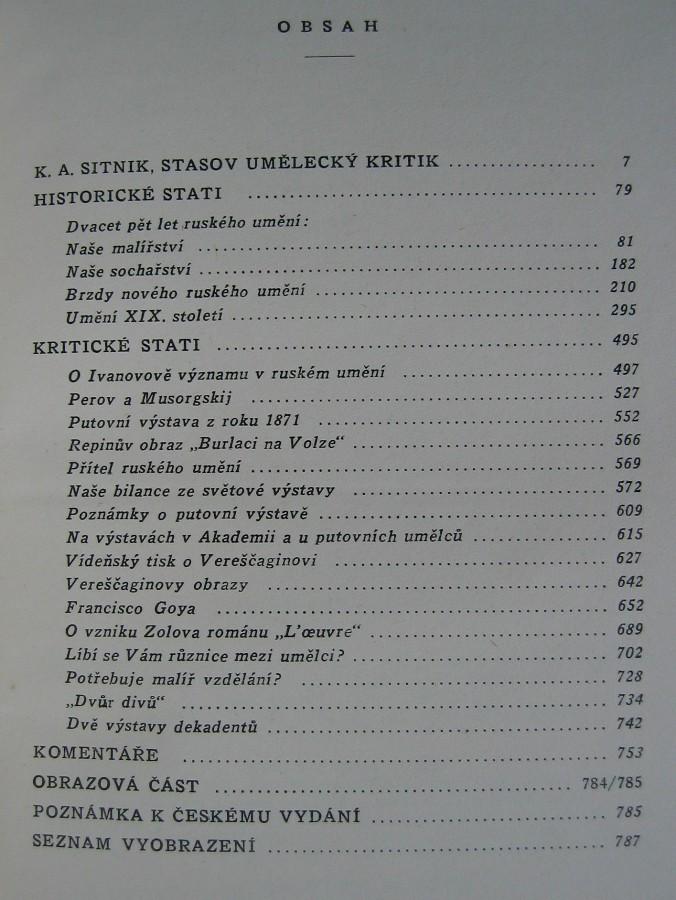 OBSAH
K. A. SITNIK, STASOV UMĚLECKÝ KRITIK .................... 7
HISTORICKÉ STATI .................... 79
Dvacet pět let ruského umění:
Naše malířství .................... 81
Naše sochařství .................... 182
Brzdy nového ruského umění .................... 210
Umění XIX. století .................... 295
KRITICKÉ STATI .................... 495
O Ivanovově významu v ruském umění .................... 497
Perov a Musorgskij .................... 527
Putovní výstava z roku 1871 .................... 552
Repinův obraz „Burlaci na Volze“ .................... 566
Přítel ruského umění .................... 569
Naše bilance ze světové výstavy .................... 572
Poznámky o putovní výstavě .................... 609
Na výstavách v Akademii a u putovních umělců .................... 615
Vídeňský tisk o Vereščaginovi .................... 627
Vereščaginovy obrazy .................... 642
Francisco Goya .................... 652
O vzniku Zolova románu „L'œuvre“ .................... 689
Líbí se Vám různice mezi umělci? .................... 702
Potřebuje malíř vzdělání? .................... 728
„Dvůr divů“ .................... 734
Dvě výstavy dekadentů .................... 742
KOMENTÁŘE .................... 753
OBRAZOVÁ ČÁST .................... 784/785
POZNÁMKA K ČESKÉMU VYDÁNÍ .................... 785
SEZNAM VYOBRAZENÍ .................... 787